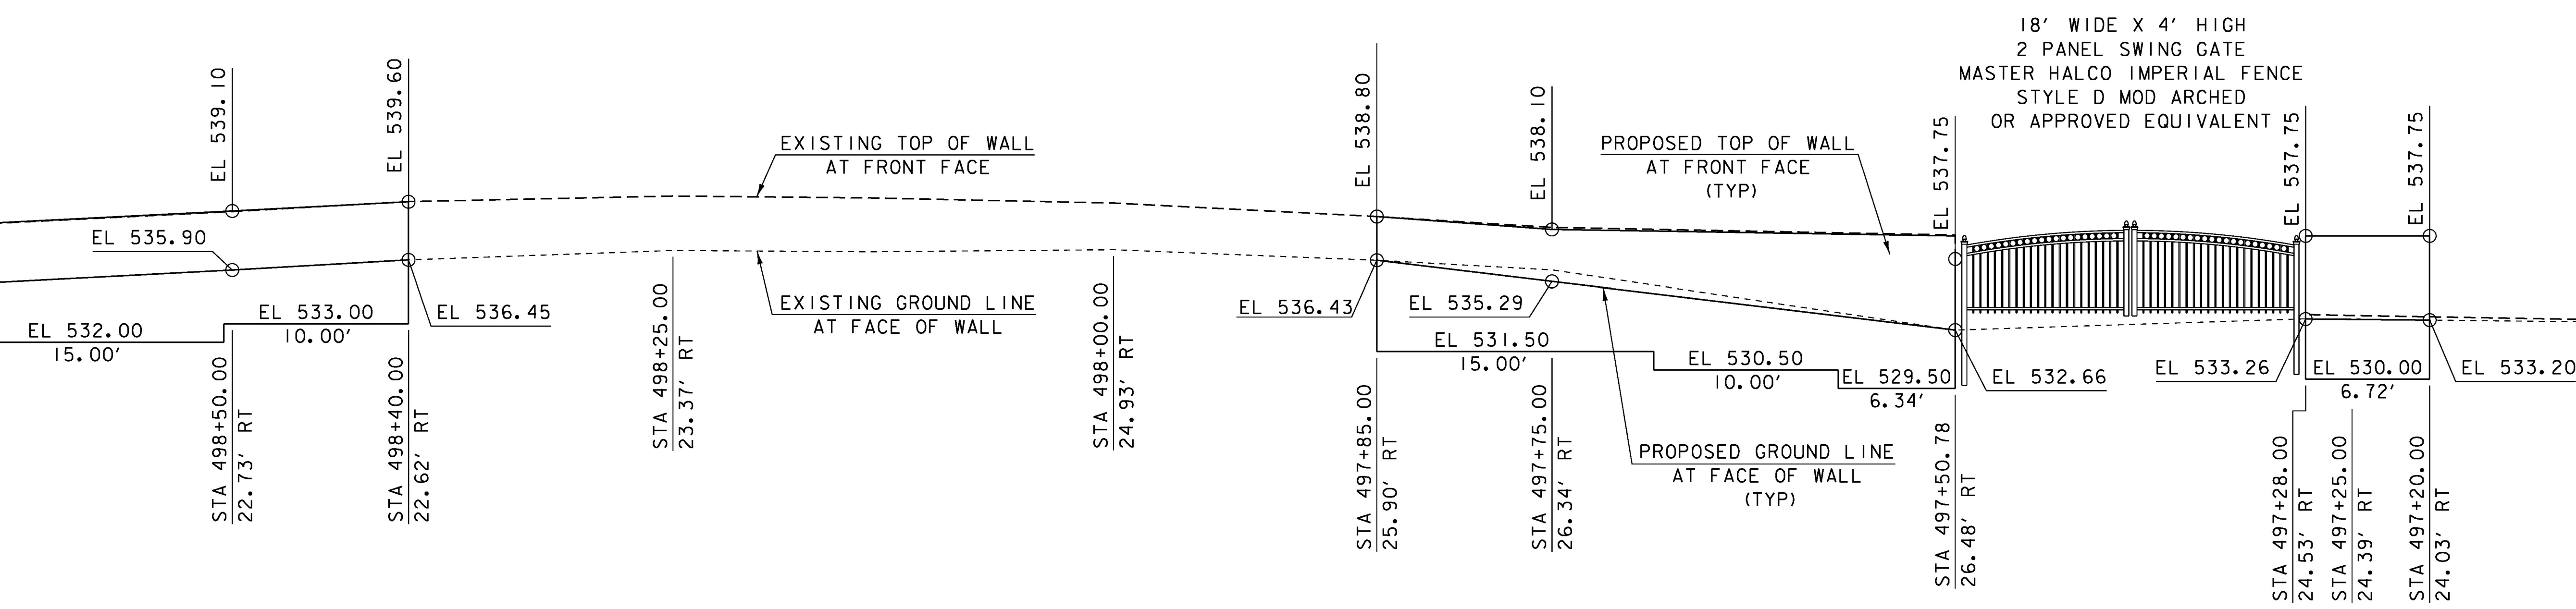 18' WIDE X 4' HIGH
2 PANEL SWING GATE
MASTER HALCO IMPERIAL FENCE
STYLE D MOD ARCHED
OR APPROVED EQUIVALENT
EL 539.10
EL 539.60
EXISTING TOP OF WALL
AT FRONT FACE
EL 538.80
EL 538.10
PROPOSED TOP OF WALL
AT FRONT FACE
(TYP)
EL 537.75
EL 537.75
EL 537.75
EL 535.90
EL 532.00
15.00'
EL 533.00
10.00'
EL 536.45
EXISTING GROUND LINE
AT FACE OF WALL
EL 536.43
EL 535.29
EL 531.50
15.00'
EL 530.50
10.00'
EL 529.50
6.34'
EL 532.66
EL 533.26
EL 530.00
6.72'
EL 533.20
PROPOSED GROUND LINE
AT FACE OF WALL
(TYP)
STA 498+50.00
22.73' RT
STA 498+40.00
22.62' RT
STA 498+25.00
23.37' RT
STA 498+00.00
24.93' RT
STA 497+85.00
25.90' RT
STA 497+75.00
26.34' RT
STA 497+50.78
26.48' RT
STA 497+28.00
24.53' RT
STA 497+25.00
24.39' RT
STA 497+20.00
24.03' RT